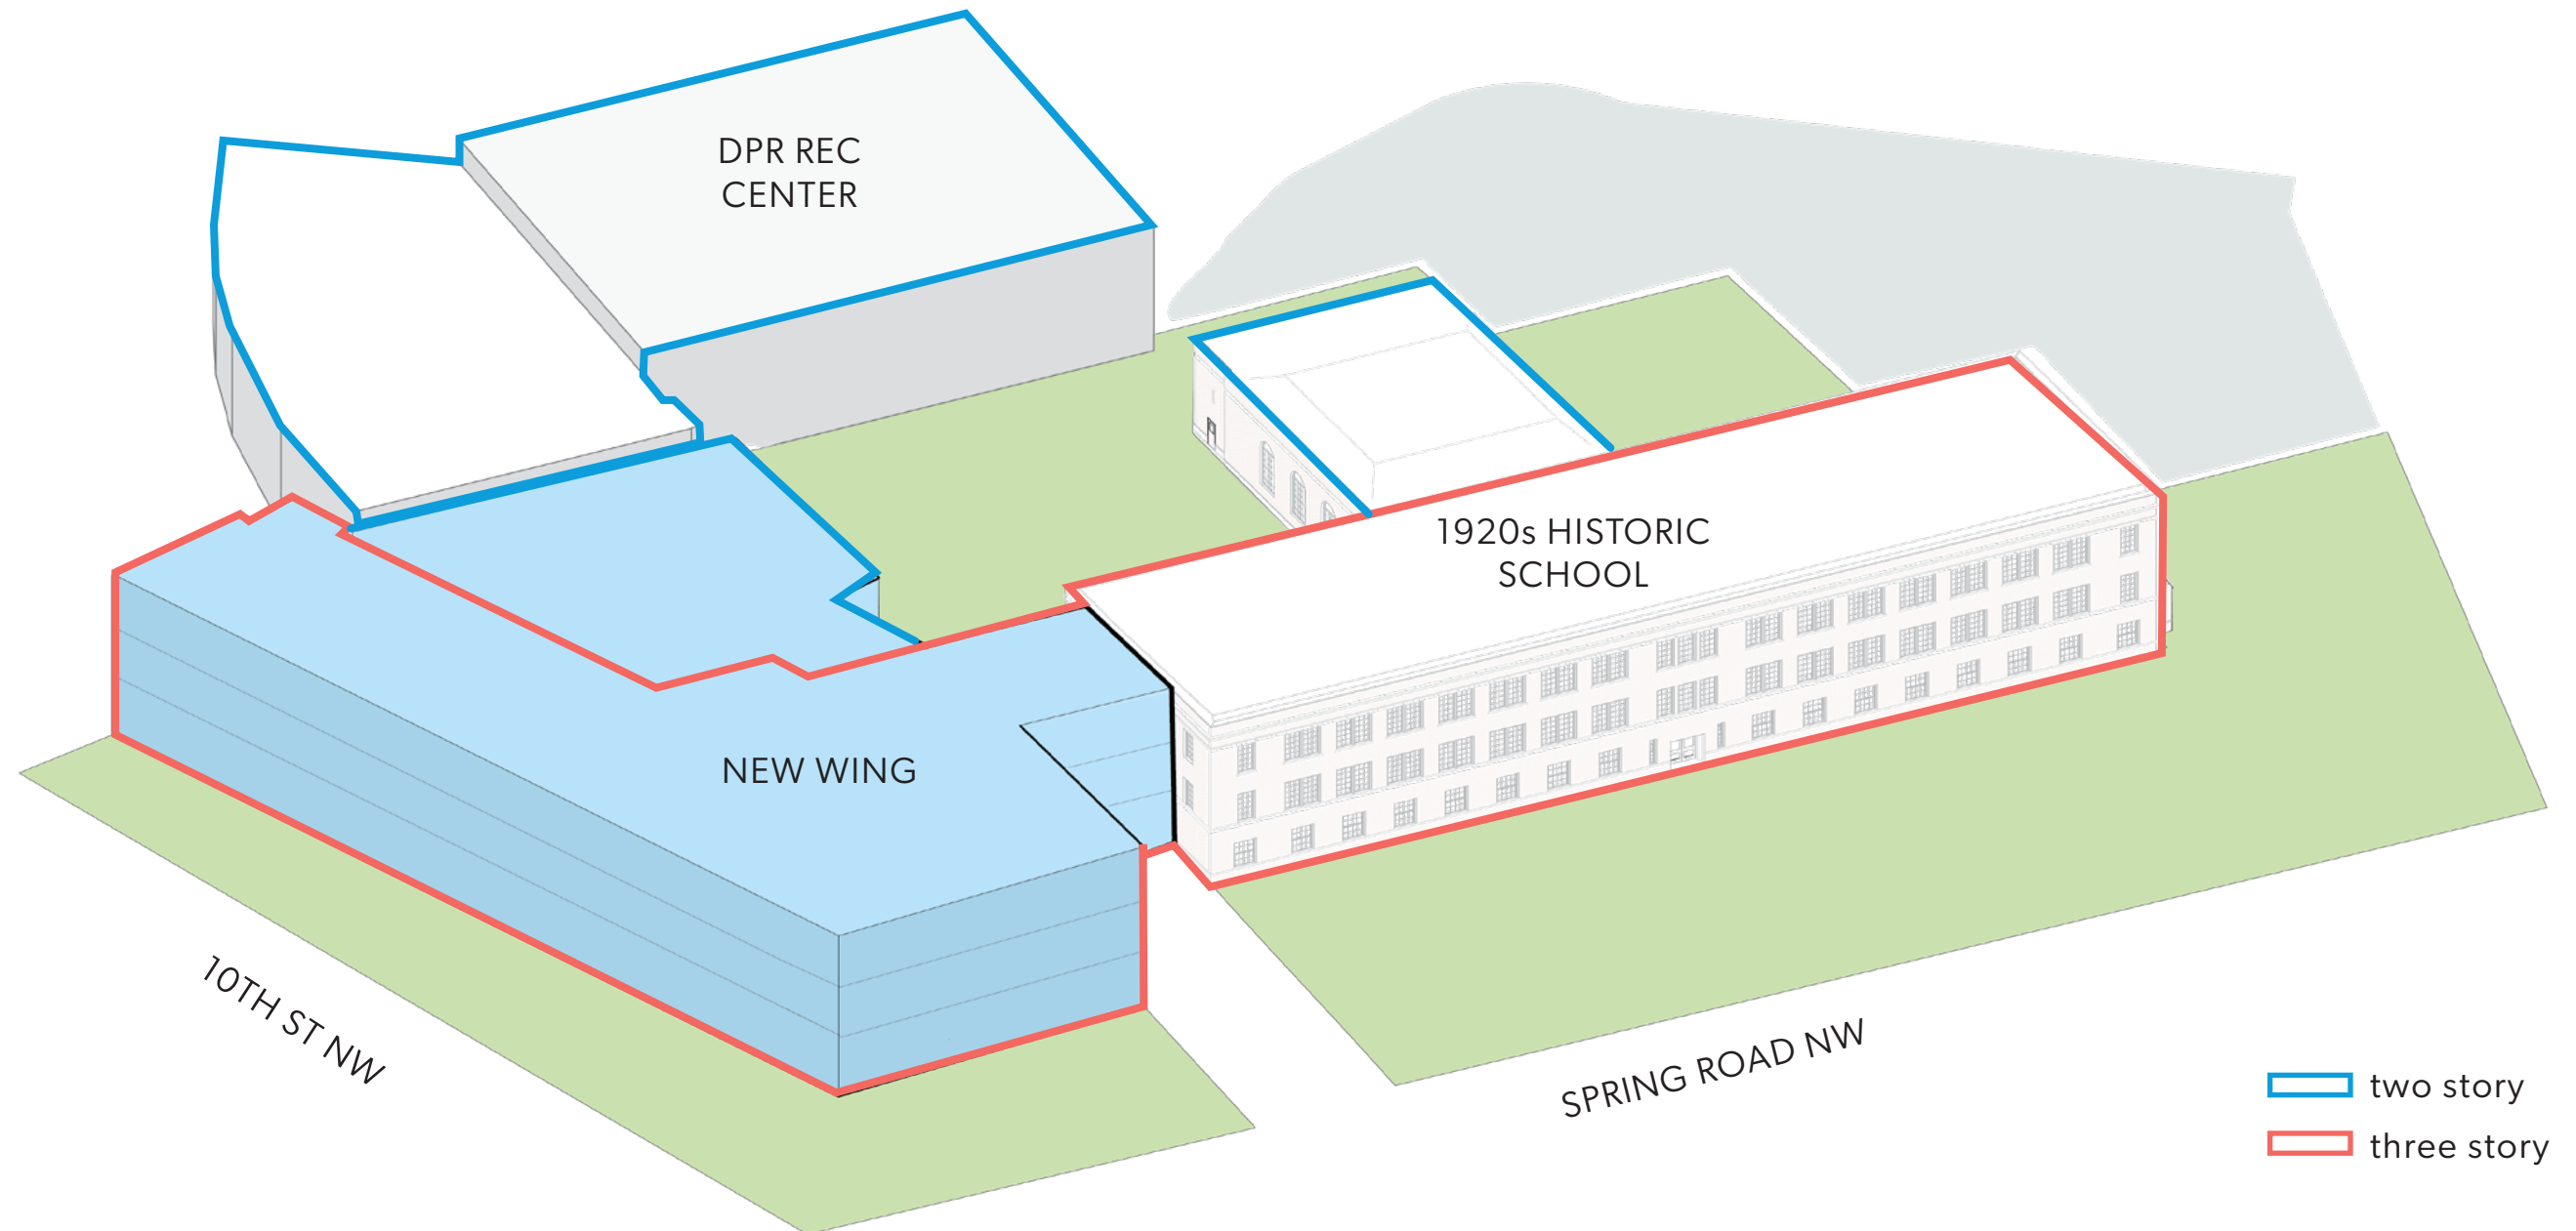 DPR REC
CENTER
1920s HISTORIC
SCHOOL
NEW WING
10TH ST NW
SPRING ROAD NW
two story
three story